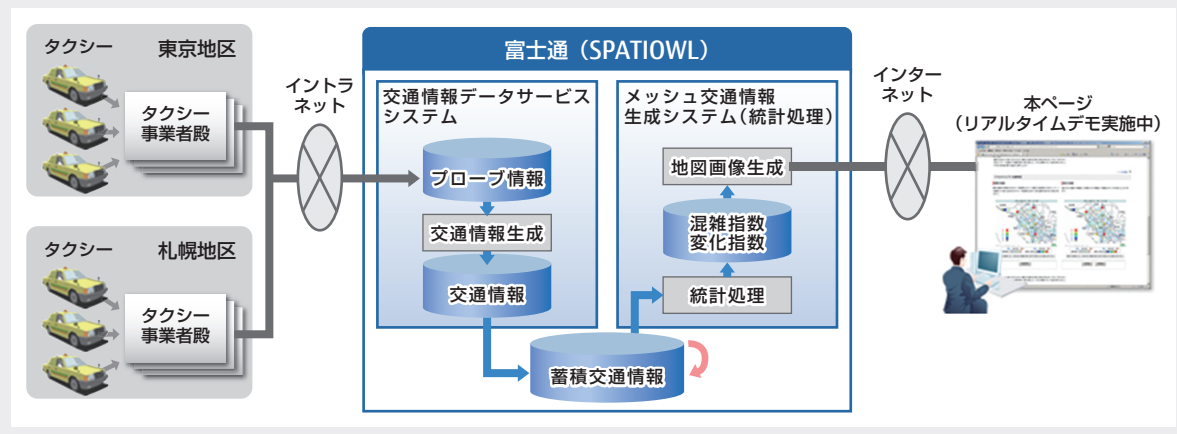 タクシー
東京地区
タクシー
事業者殿
タクシー
札幌地区
タクシー
事業者殿
イントラ
ネット
富士通（SPATIOWL）
交通情報データサービス
システム
プローブ情報
交通情報生成
交通情報
メッシュ交通情報
生成システム（統計処理）
地図画像生成
混雑指数
変化指数
統計処理
蓄積交通情報
インター
ネット
本ページ
（リアルタイムデモ実施中）